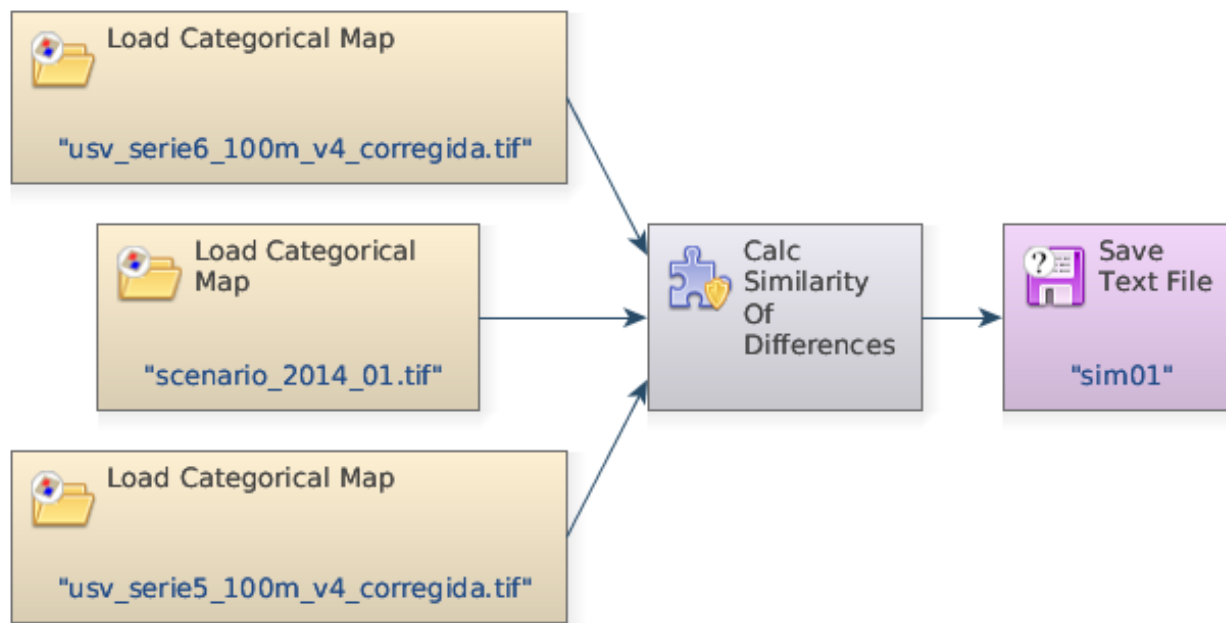 Load Categorical Map
"usv_serie6_100m_v4_corregida.tif"
Load Categorical
Map
"scenario_2014_01.tif"
Load Categorical Map
"usv_serie5_100m_v4_corregida.tif"
Calc
Similarity
Of
Differences
?
Save
Text File
"sim01"